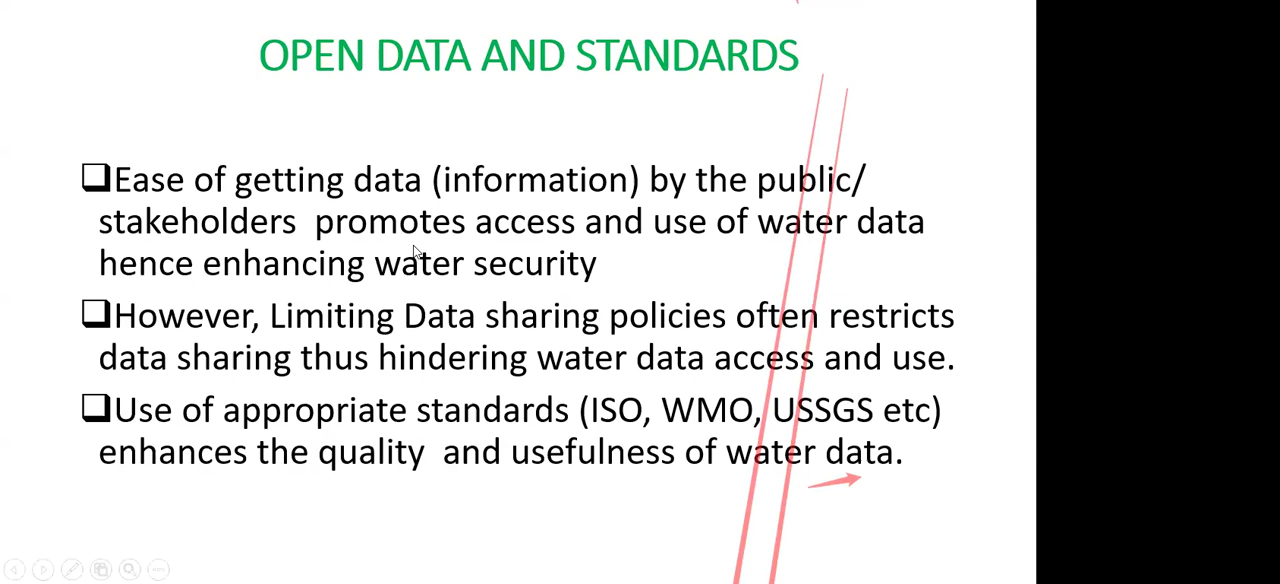 OPEN DATA AND STANDARDS
Ease of getting data (information) by the public/
stakeholders promotes access and use of water data
hence enhancing water security
However, Limiting Data sharing policies often restricts
data sharing thus hindering water data access and use.
Use of appropriate standards (ISO, WMO, USSGS etc)
enhances the quality and usefulness of water data.